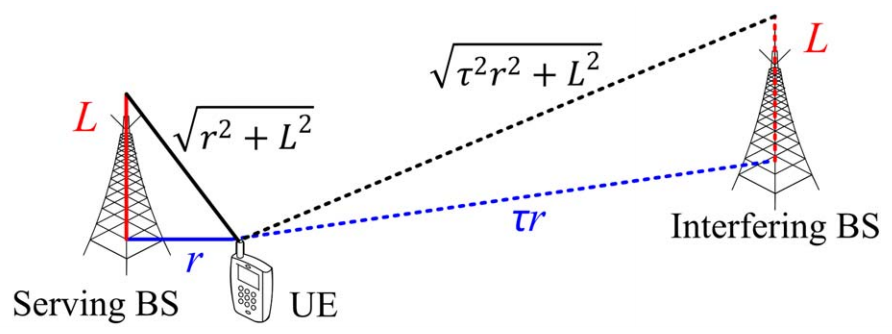 L
√(r² + L²)
√(τ²r² + L²)
L
r
τr
Serving BS
UE
Interfering BS